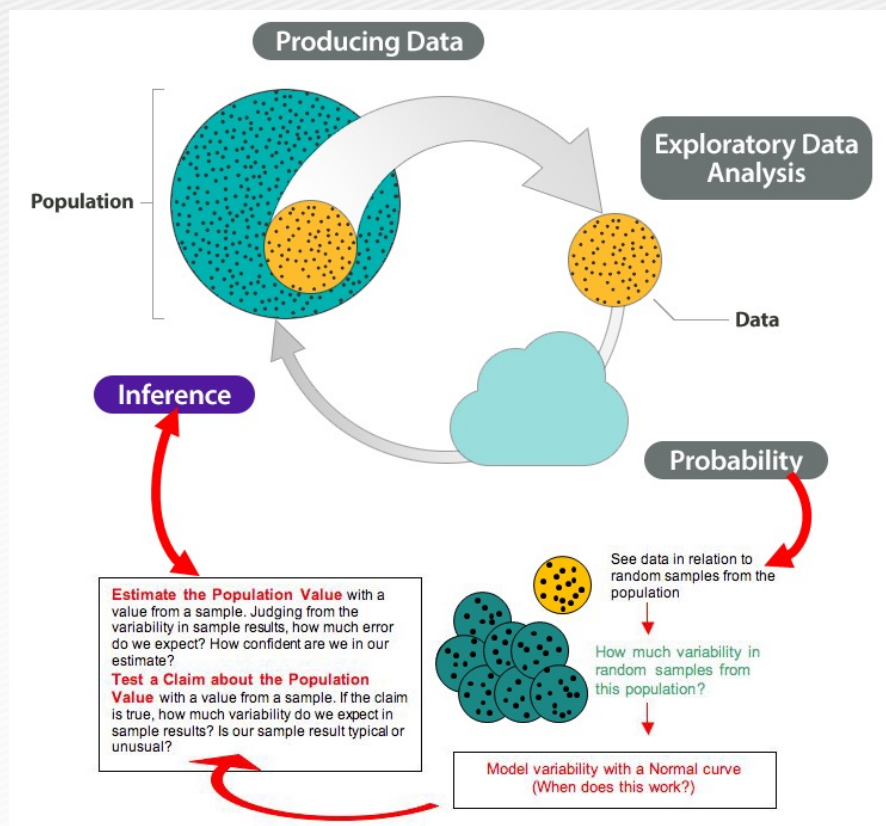 Producing Data
Exploratory Data
Analysis
Population
Data
Inference
Probability
See data in relation to
random samples from the
population
How much variability in
random samples from
this population?
Model variability with a Normal curve
(When does this work?)
Estimate the Population Value with a
value from a sample. Judging from the
variability in sample results, how much error
do we expect? How confident are we in our
estimate?
Test a Claim about the Population
Value with a value from a sample. If the claim
is true, how much variability do we expect in
sample results? Is our sample result typical or
unusual?